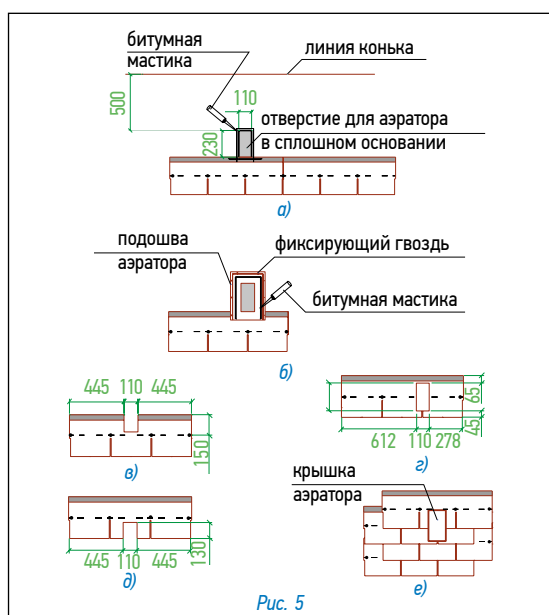 битумная
мастика
линия конька
500
110
230
отверстие для аэратора
в сплошном основании
а)
подошва
аэратора
фиксирующий гвоздь
битумная мастика
б)
445 110 445
150
в)
65
45
612 110 278
г)
445 110 445
130
д)
крышка
аэратора
е)
Рис. 5